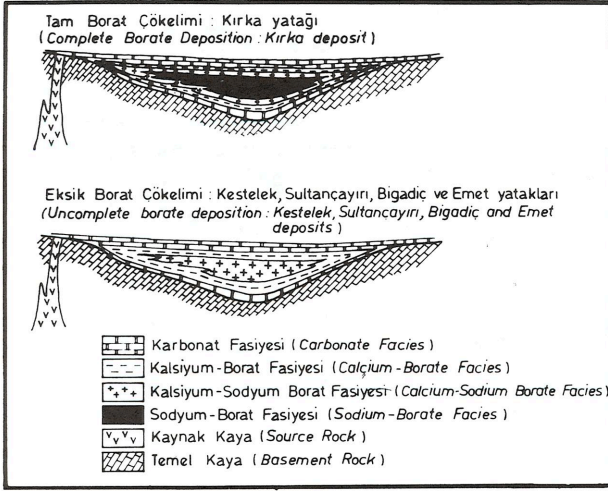 Tam Borat Çökelimi : Kırka yatağı
( Complete Borate Deposition : Kırka deposit )
Eksik Borat Çökelimi : Kestelek, Sultançayırı, Bigadiç ve Emet yatakları
(Uncomplete borate deposition : Kestelek, Sultançayırı, Bigadiç and Emet
deposits )
Karbonat Fasiyesi ( Carbonate Facies )
Kalsiyum-Borat Fasiyesi ( Calçium-Borate Facies )
Kalsiyum-Sodyum Borat Fasiyesi ( Calcium-Sodium Borate Facies )
Sodyum-Borat Fasiyesi ( Sodium-Borate Facies )
Kaynak Kaya ( Source Rock )
Temel Kaya ( Basement Rock )